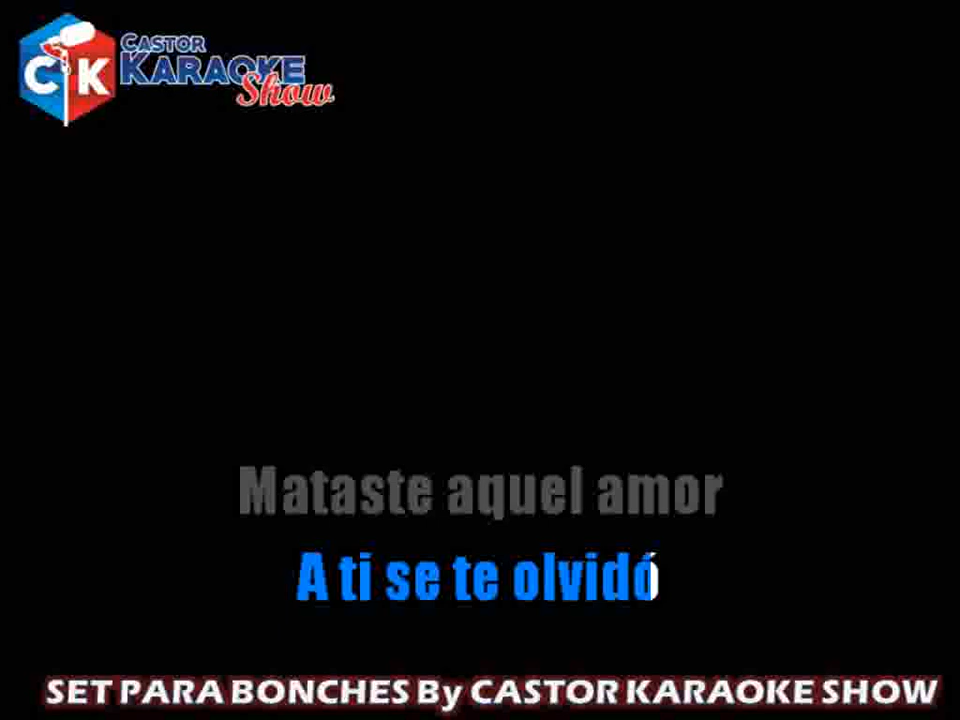 CK
CASTOR
KARAOKE
Show
Mataste aquel amor
A ti se te olvidó
SET PARA BONCHES By CASTOR KARAOKE SHOW